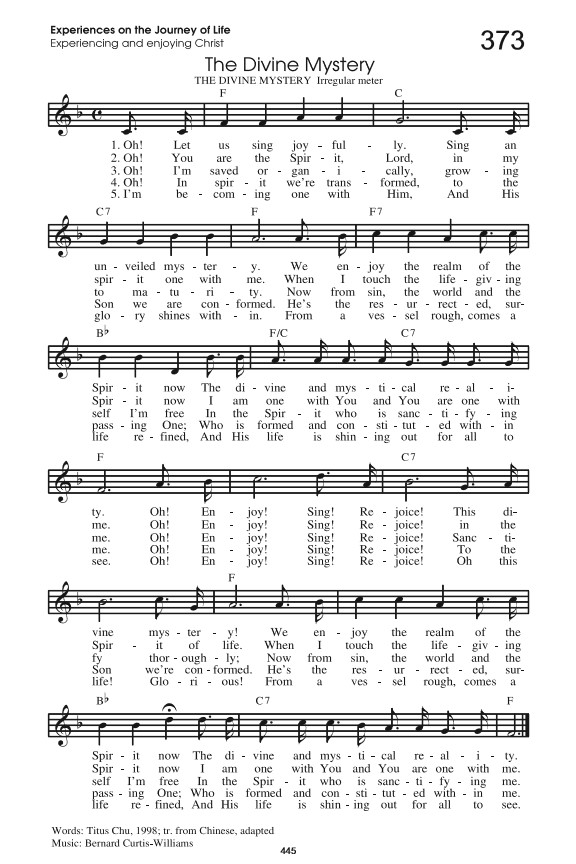 Experiences on the Journey of Life
Experiencing and enjoying Christ
373
The Divine Mystery
THE DIVINE MYSTERY Irregular meter
F C
1. Oh! Let us sing joy - ful - ly. Sing an
2. Oh! You are the Spir - it, Lord, in my
3. Oh! I'm saved or - gan - i - cally, grow - ing
4. Oh! In spir - it we're trans - formed, to the
5. I'm be - com - ing one with Him, And His
C7 F F7
un - veiled mys - ter - y. We en - joy the realm of the
spir - it one with me. When I touch the life - giv - ing
to ma - tu - ri - ty. Now from sin, the world and the
Son we are con - formed. He's the res - ur - rect - ed, sur-
glo - ry shines with - in. From a ves - sel rough, comes a
B♭ F/C C7
Spir - it now The di - vine and mys - ti - cal re - al - i-
Spir - it now I am one with You and You are one with
self I'm free In the Spir - it who is sanc - ti - fy - ing
pass - ing One; Who is formed and con - sti - tut - ed with - in
life re - fined, And His life is shin - ing out for all to
F C7
ty. Oh! En - joy! Sing! Re - joice! This di-
me. Oh! En - joy! Sing! Re - joice! in the
me. Oh! En - joy! Sing! Re - joice! Sanc - ti-
me. Oh! En - joy! Sing! Re - joice! To the
see. Oh! En - joy! Sing! Re - joice! Oh this
F
vine mys - ter - y! We en - joy the realm of the
Spir - it of life. When I touch the life - giv - ing
fy thor - ough - ly; Now from sin, the world and the
Son we're con - formed. He's the res - ur - rect - ed, sur-
life! Glo - ri - ous! From a ves - sel rough, comes a
B♭ C7 F
Spir - it now The di - vine and mys - ti - cal re - al - i - ty.
Spir - it now I am one with You and You are one with me.
self I'm free In the Spir - it who is sanc - ti - fy - ing me.
pass - ing One; Who is formed and con - sti - tut - ed with - in me.
life re - fined, And His life is shin - ing out for all to see.
Words: Titus Chu, 1998; tr. from Chinese, adapted
Music: Bernard Curtis-Williams
445